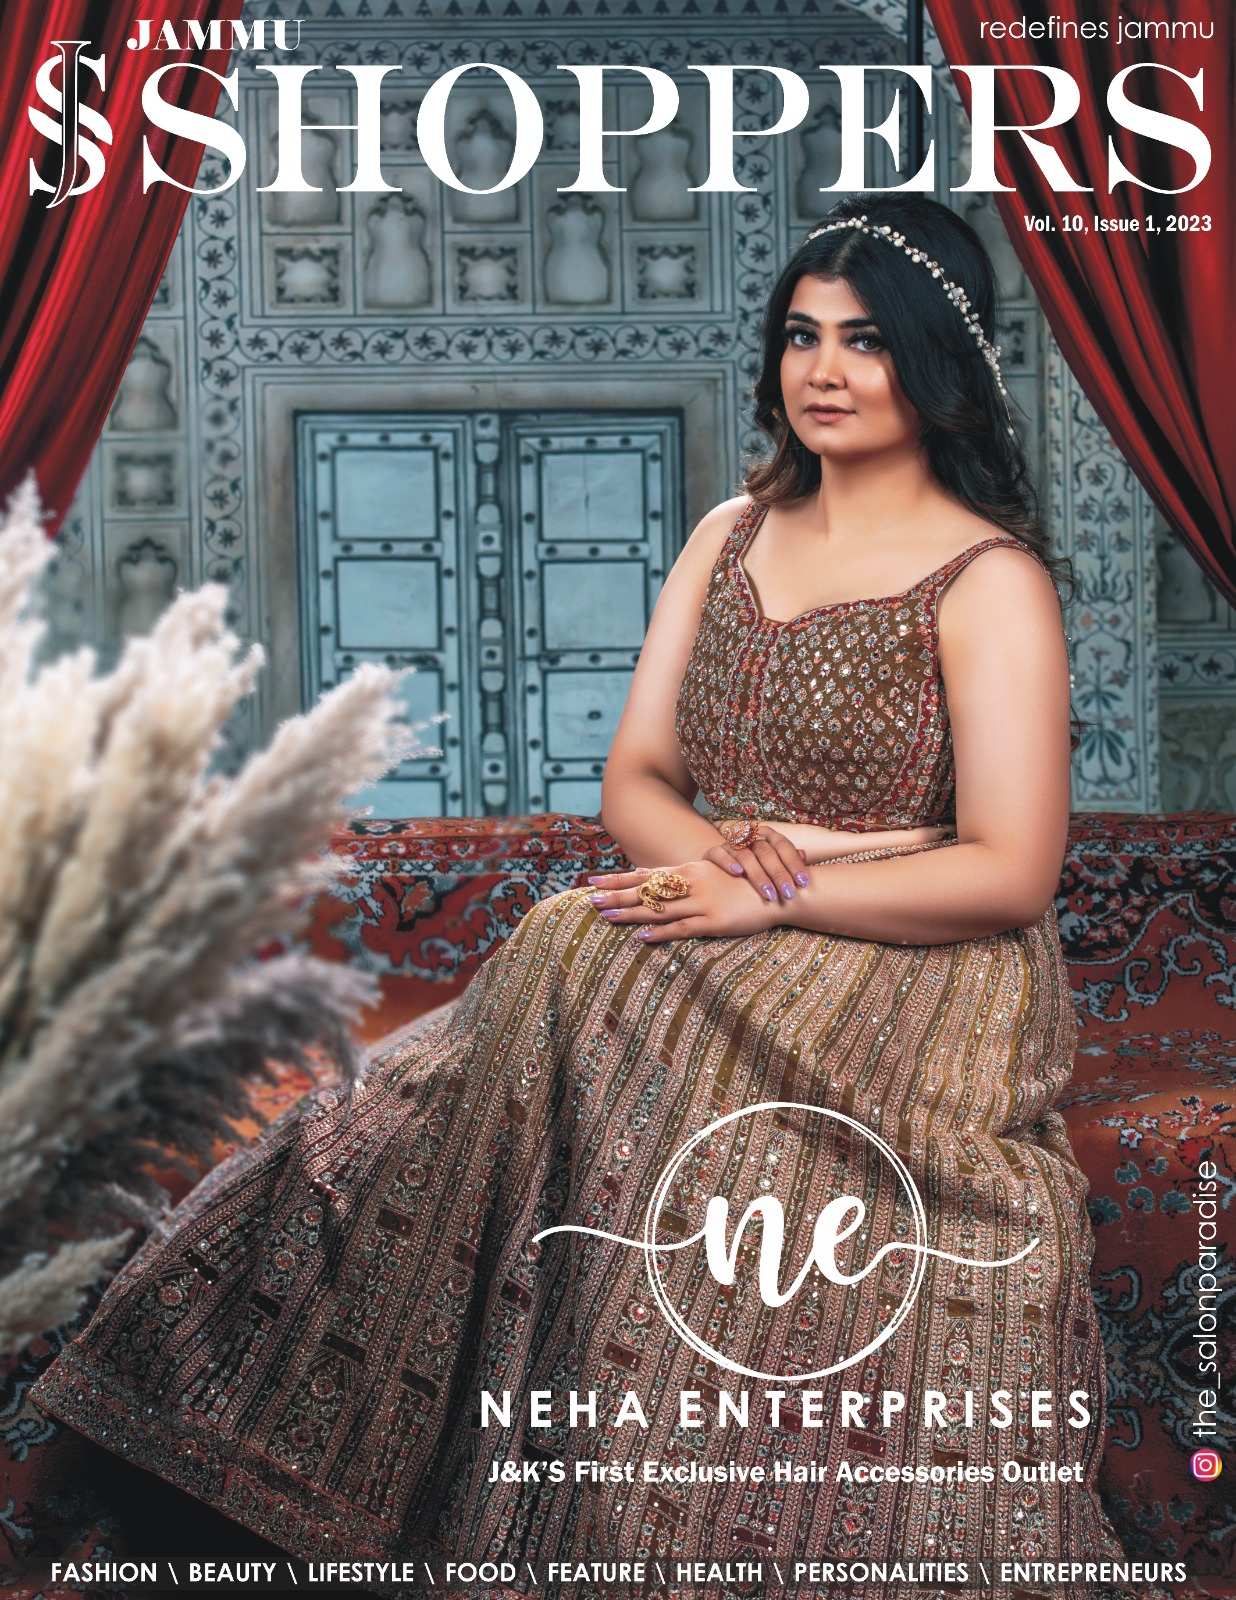 JAMMU
redefines jammu
JS SHOPPERS
Vol. 10, Issue 1, 2023
ne
NEHA ENTERPRISES
J&K'S First Exclusive Hair Accessories Outlet
the_salonparadise
FASHION \ BEAUTY \ LIFESTYLE \ FOOD \ FEATURE \ HEALTH \ PERSONALITIES \ ENTREPRENEURS